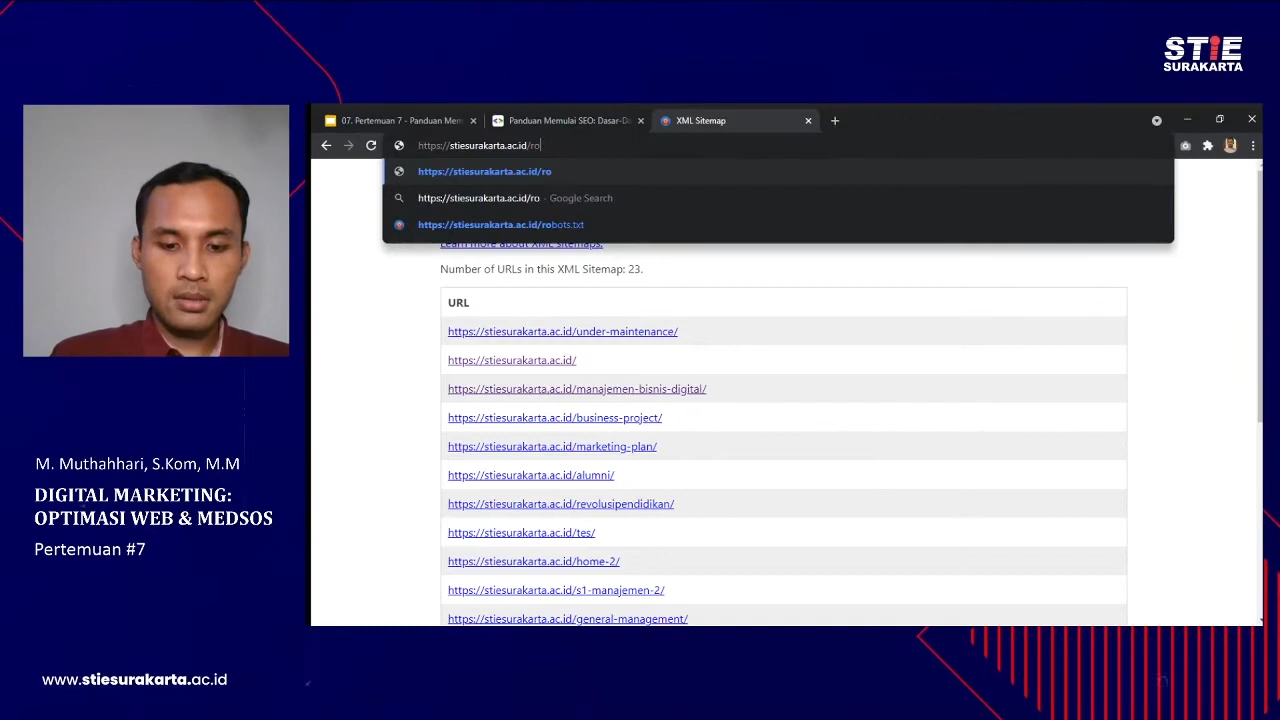 STIE
SURAKARTA
07. Pertemuan 7 - Panduan Mem
Panduan Memulai SEO: Dasar-Da
XML Sitemap
https://stiesurakarta.ac.id/ro
https://stiesurakarta.ac.id/ro
https://stiesurakarta.ac.id/ro - Google Search
https://stiesurakarta.ac.id/robots.txt
Learn more about XML sitemaps.
Number of URLs in this XML Sitemap: 23.
URL
https://stiesurakarta.ac.id/under-maintenance/
https://stiesurakarta.ac.id/
https://stiesurakarta.ac.id/manajemen-bisnis-digital/
https://stiesurakarta.ac.id/business-project/
https://stiesurakarta.ac.id/marketing-plan/
https://stiesurakarta.ac.id/alumni/
https://stiesurakarta.ac.id/revolusipendidikan/
https://stiesurakarta.ac.id/tes/
https://stiesurakarta.ac.id/home-2/
https://stiesurakarta.ac.id/s1-manajemen-2/
https://stiesurakarta.ac.id/general-management/
M. Muthahhari, S.Kom, M.M
DIGITAL MARKETING:
OPTIMASI WEB & MEDSOS
Pertemuan #7
www.stiesurakarta.ac.id